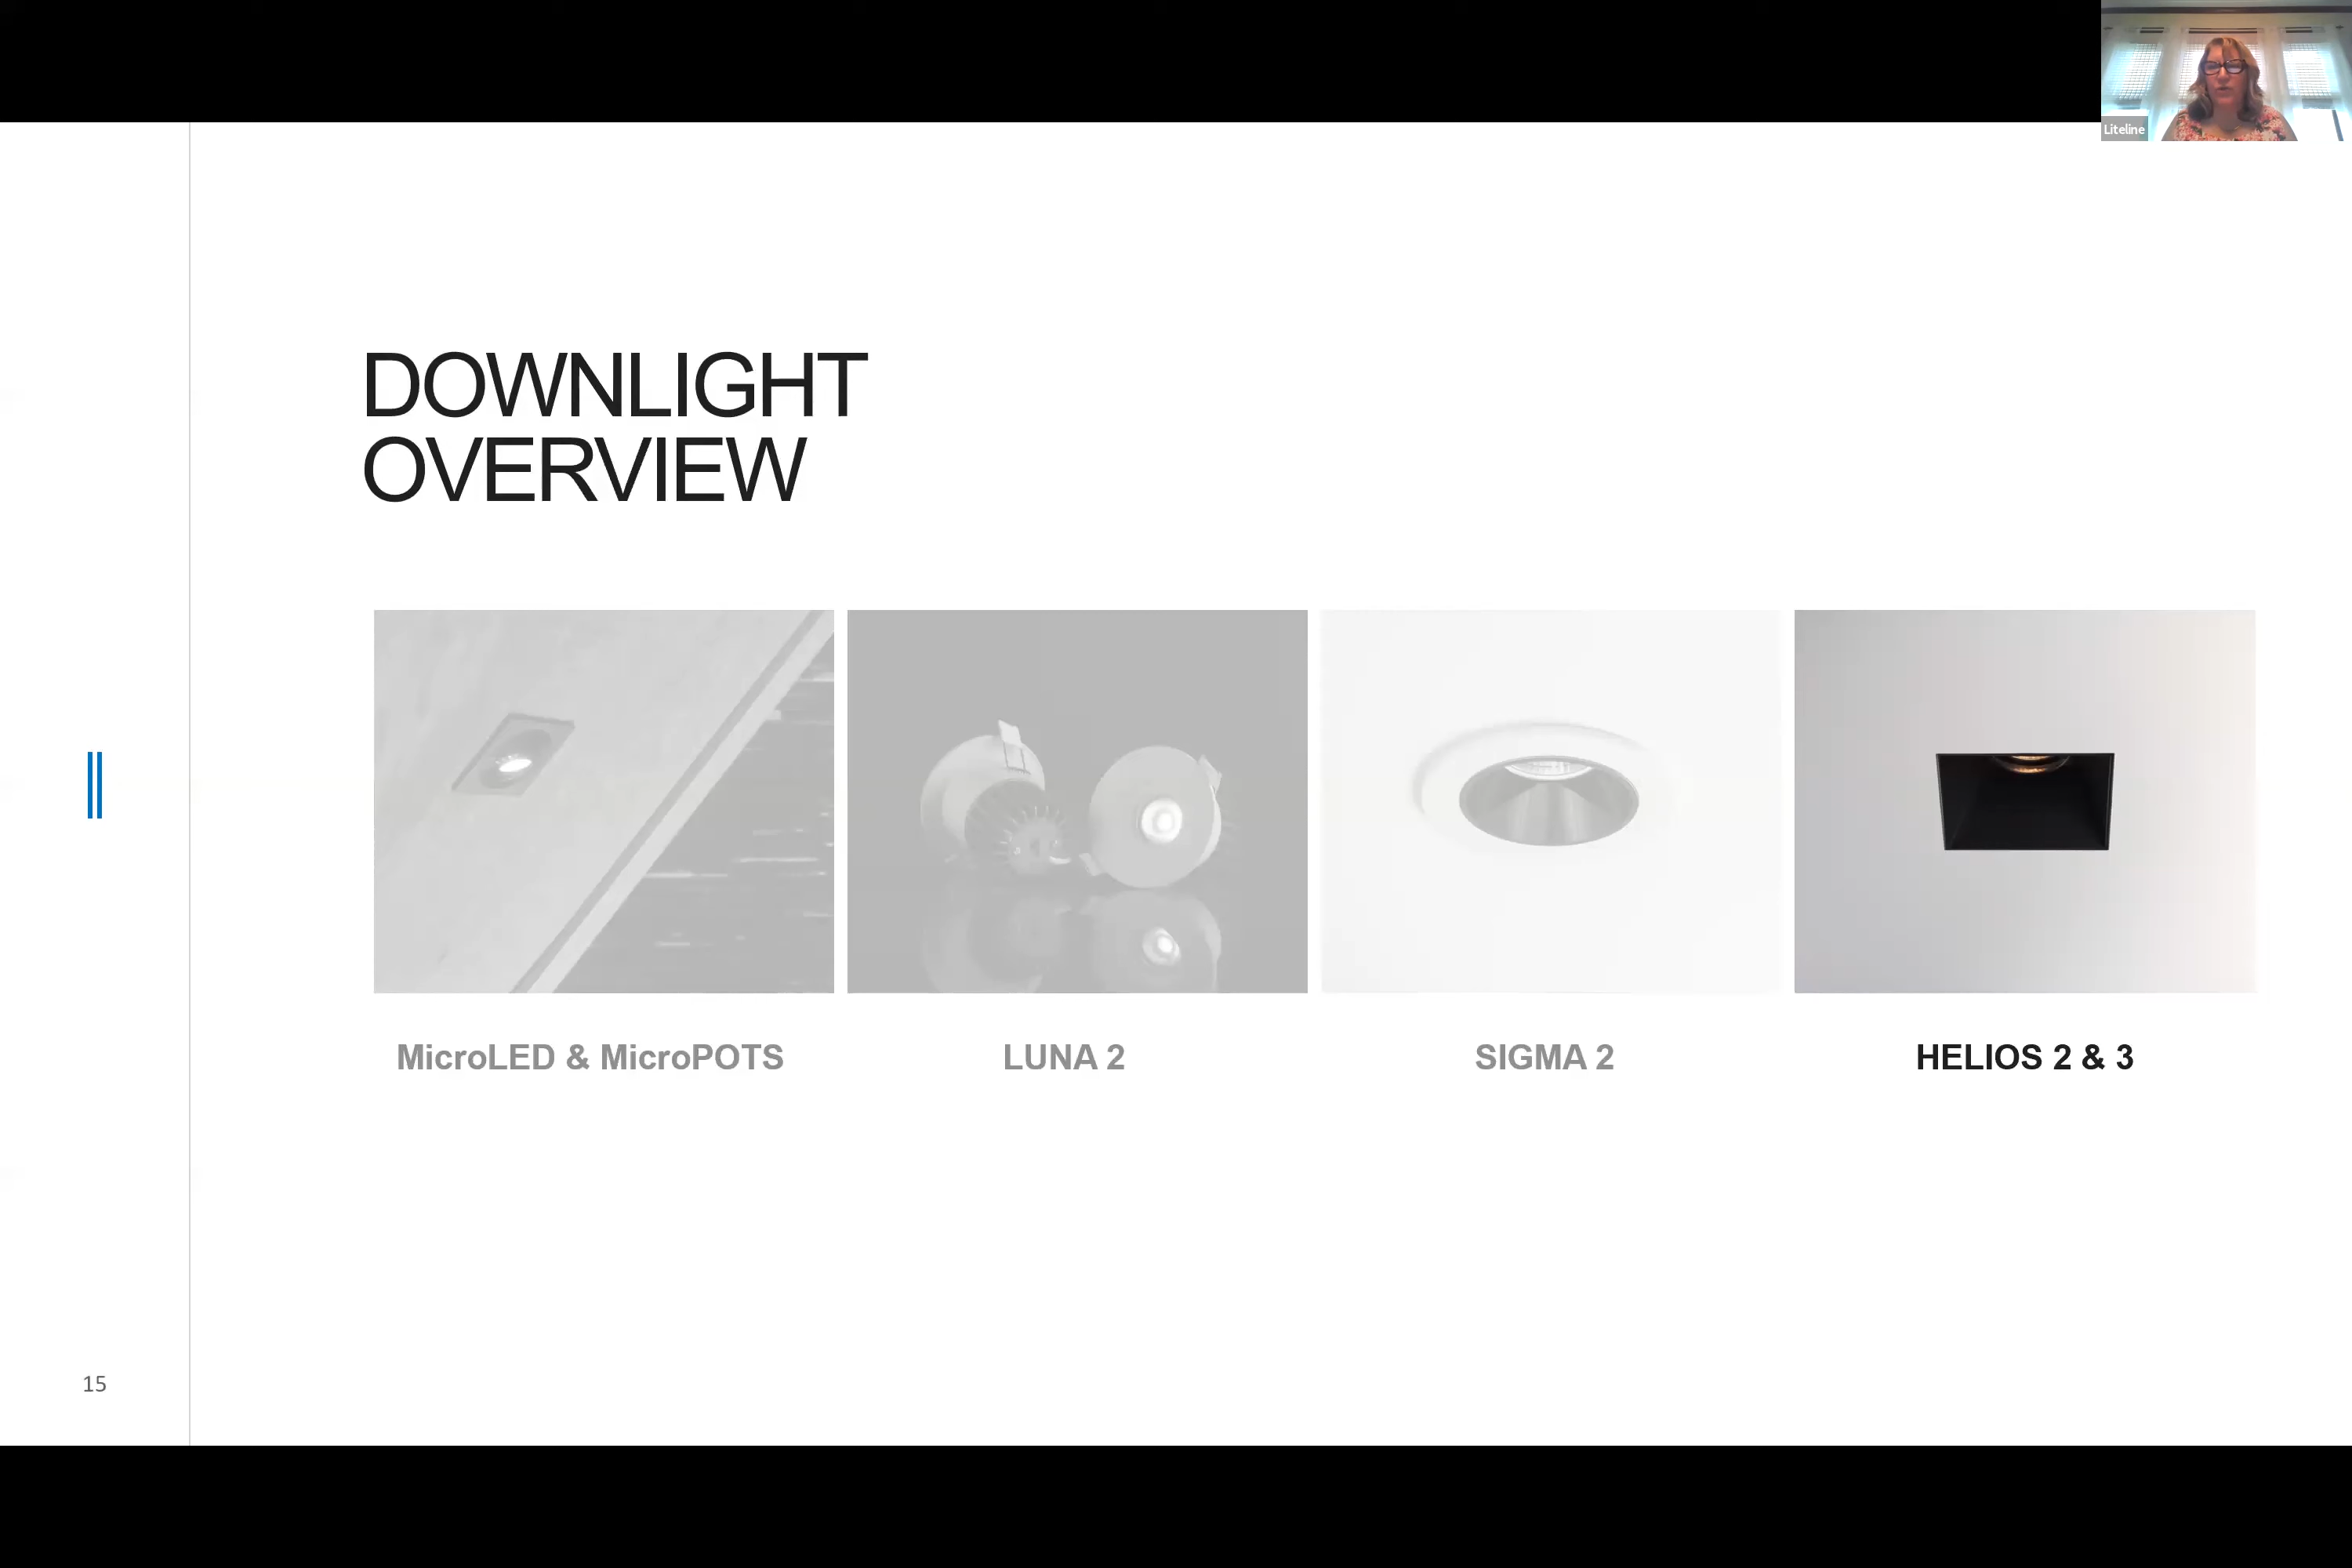 Liteline
DOWNLIGHT
OVERVIEW
MicroLED & MicroPOTS
LUNA 2
SIGMA 2
HELIOS 2 & 3
15